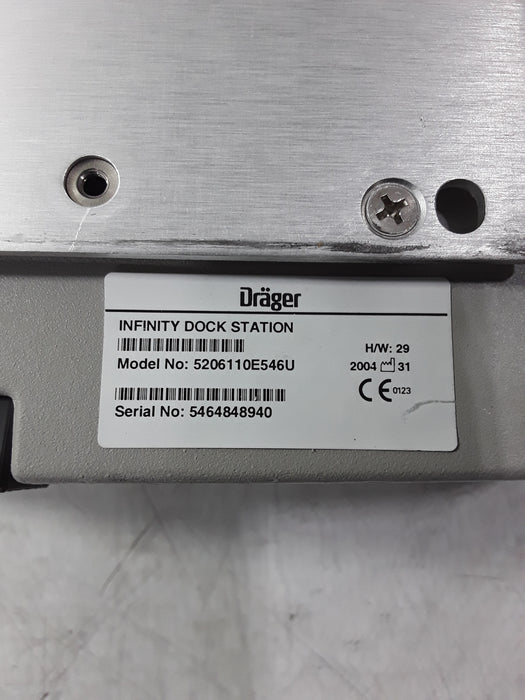 Dräger
INFINITY DOCK STATION
H/W: 29
Model No: 5206110E546U
2004 31
CE 0123
Serial No: 5464848940